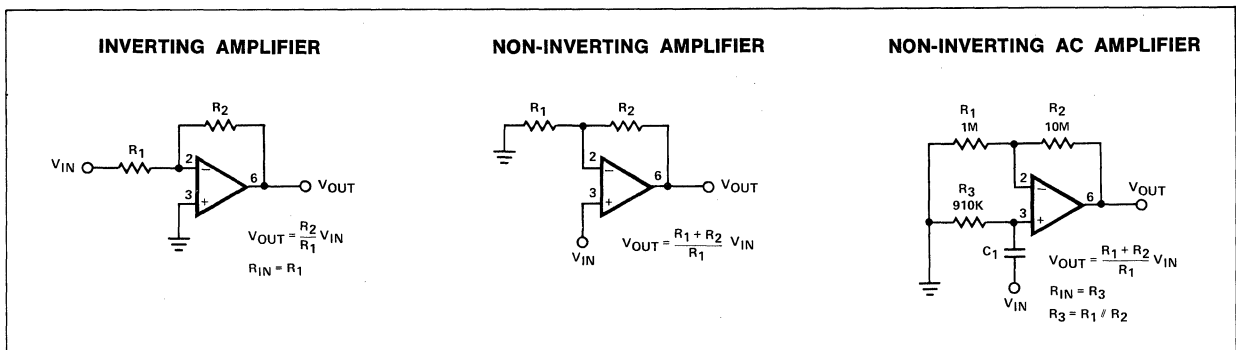 INVERTING AMPLIFIER
R2
VIN
R1
2
−
6
3
+
VOUT
VOUT = R2/R1 VIN
RIN = R1
NON-INVERTING AMPLIFIER
R1
R2
2
−
6
3
+
VOUT
VIN
VOUT = R1 + R2/R1 VIN
NON-INVERTING AC AMPLIFIER
R1
1M
R2
10M
2
−
R3
910K
3
+
6
VOUT
C1
VIN
VOUT = R1 + R2/R1 VIN
RIN = R3
R3 = R1 // R2